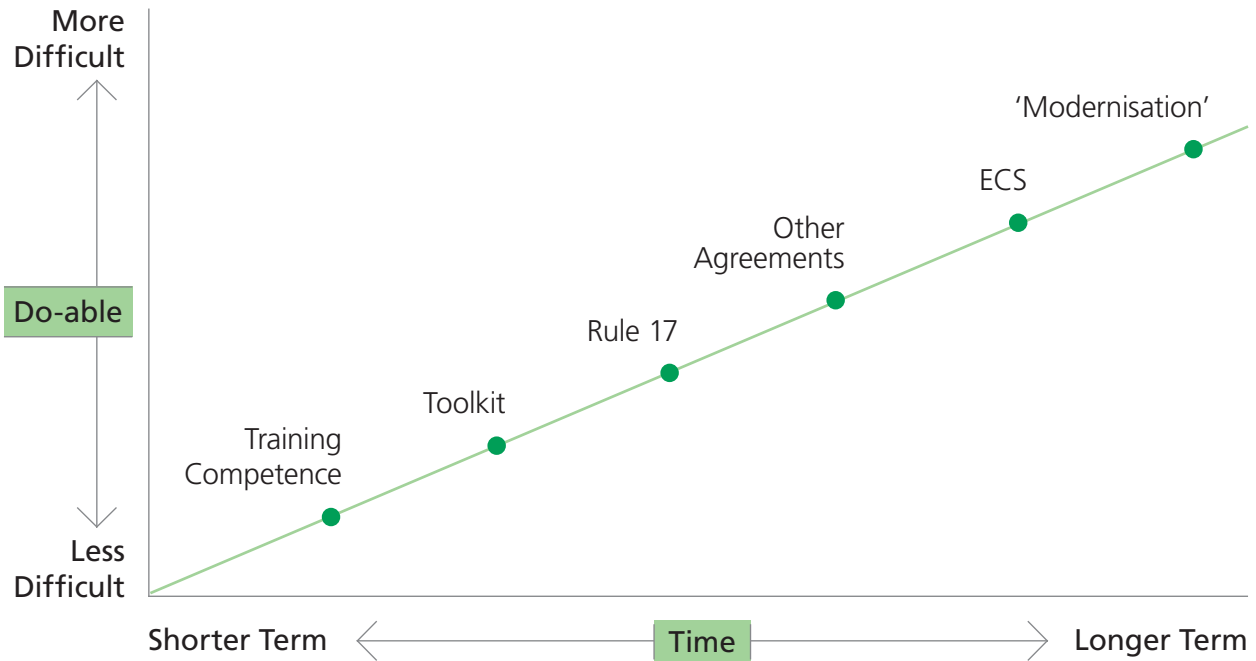 More
Difficult
'Modernisation'
ECS
Other
Agreements
Do-able
Rule 17
Toolkit
Training
Competence
Less
Difficult
Shorter Term
Time
Longer Term